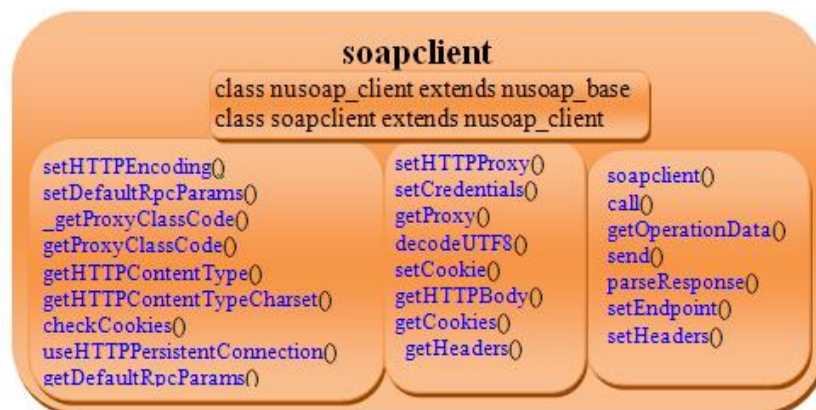 soapclient
class nusoap_client extends nusoap_base
class soapclient extends nusoap_client
setHTTPEncoding()
setDefaultRpcParams()
_getProxyClassCode()
getProxyClassCode()
getHTTPContentType()
getHTTPContentTypeCharset()
checkCookies()
useHTTPPersistentConnection()
getDefaultRpcParams()
setHTTPProxy()
setCredentials()
getProxy()
decodeUTF8()
setCookie()
getHTTPBody()
getCookies()
getHeaders()
soapclient()
call()
getOperationData()
send()
parseResponse()
setEndpoint()
setHeaders()